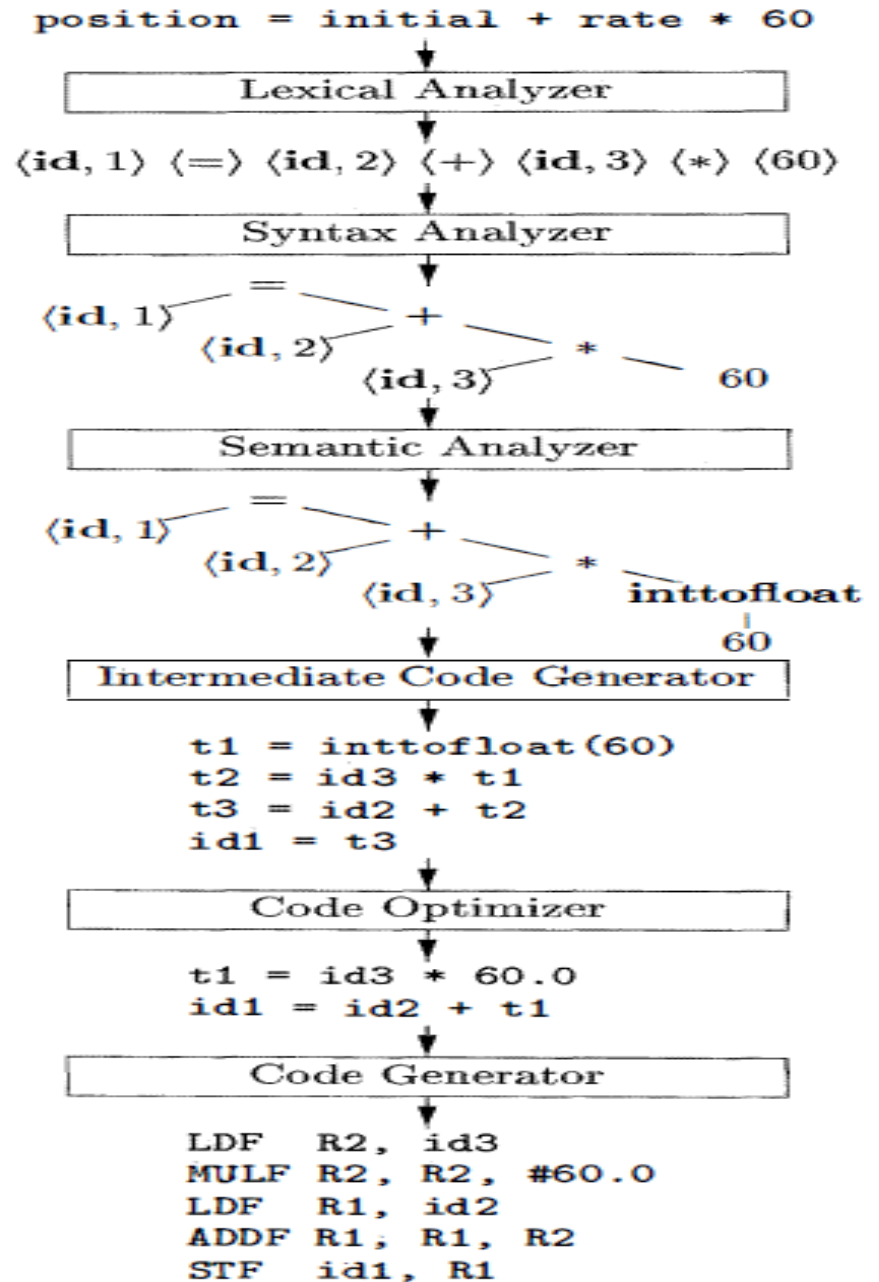 position = initial + rate * 60
Lexical Analyzer
⟨id, 1⟩ ⟨=⟩ ⟨id, 2⟩ ⟨+⟩ ⟨id, 3⟩ ⟨*⟩ ⟨60⟩
Syntax Analyzer
=
⟨id, 1⟩ +
⟨id, 2⟩ *
⟨id, 3⟩ 60
Semantic Analyzer
=
⟨id, 1⟩ +
⟨id, 2⟩ *
⟨id, 3⟩ inttofloat
60
Intermediate Code Generator
t1 = inttofloat(60)
t2 = id3 * t1
t3 = id2 + t2
id1 = t3
Code Optimizer
t1 = id3 * 60.0
id1 = id2 + t1
Code Generator
LDF R2, id3
MULF R2, R2, #60.0
LDF R1, id2
ADDF R1, R1, R2
STF id1, R1